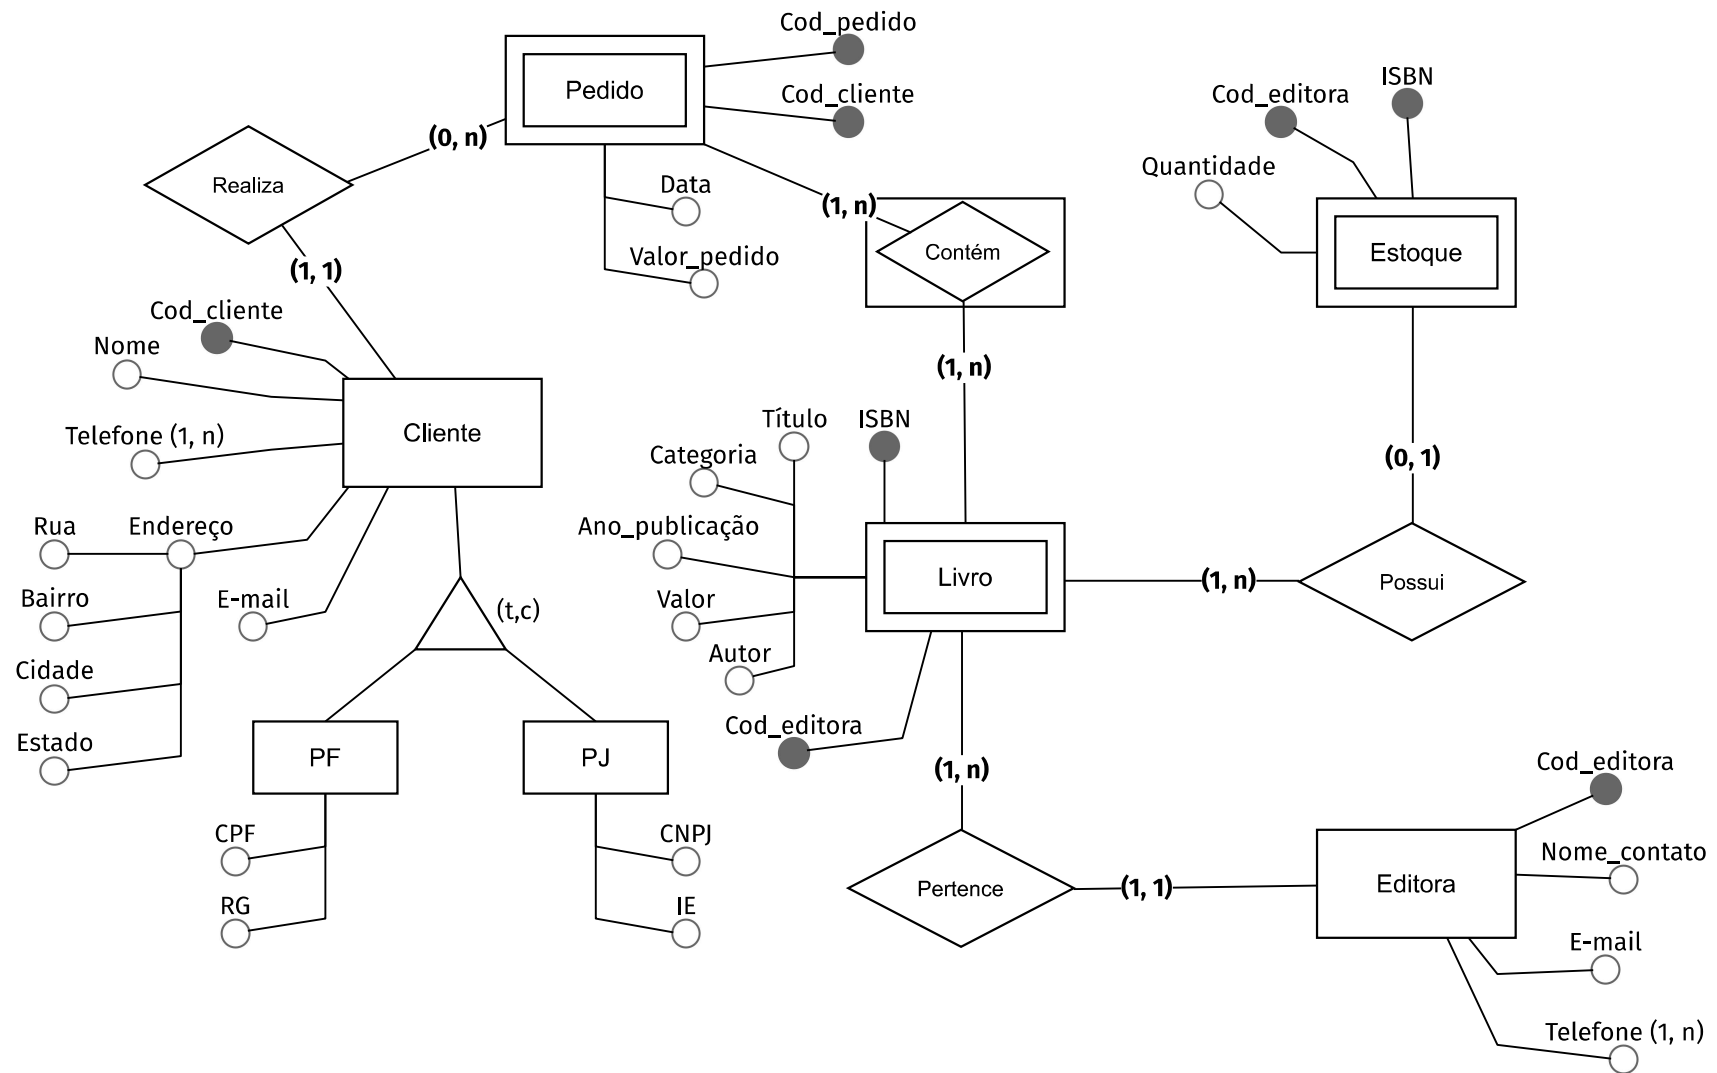 Cod_pedido
Pedido
Cod_cliente
ISBN
Cod_editora
(0, n)
Quantidade
Realiza
Data
(1, n)
Valor_pedido
Contém
Estoque
(1, 1)
Cod_cliente
Nome
(1, n)
Telefone (1, n)
Cliente
Título
ISBN
Categoria
(0, 1)
Rua
Endereço
Ano_publicação
Livro
(1, n)
Possui
Bairro
E-mail
(t,c)
Valor
Cidade
Autor
Estado
Cod_editora
PF
PJ
(1, n)
Cod_editora
CPF
CNPJ
Nome_contato
Pertence
(1, 1)
Editora
RG
IE
E-mail
Telefone (1, n)